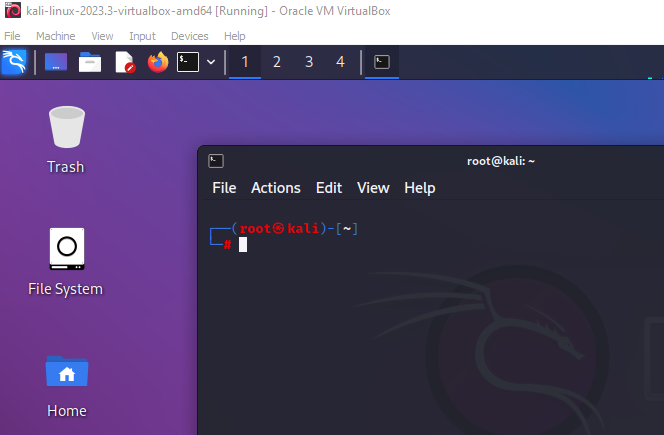 kali-linux-2023.3-virtualbox-amd64 [Running] - Oracle VM VirtualBox
File Machine View Input Devices Help
1 2 3 4
Trash
root@kali: ~
File Actions Edit View Help
┌──(root㉿kali)-[~]
└─#
File System
Home